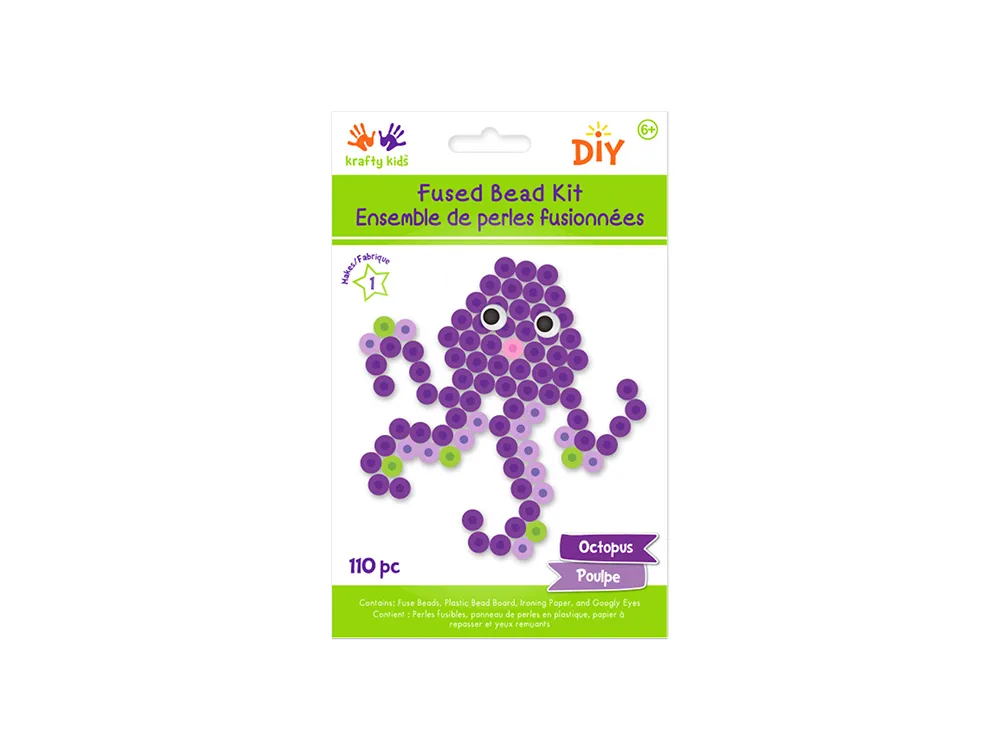 krafty kids™
DiY
6+
Fused Bead Kit
Ensemble de perles fusionnées
Makes/Fabrique
1
Octopus
Poulpe
110 pc
Contains: Fuse Beads, Plastic Bead Board, Ironing Paper, and Googly Eyes
Contient : Perles fusibles, panneau de perles en plastique, papier à
repasser et yeux remuants